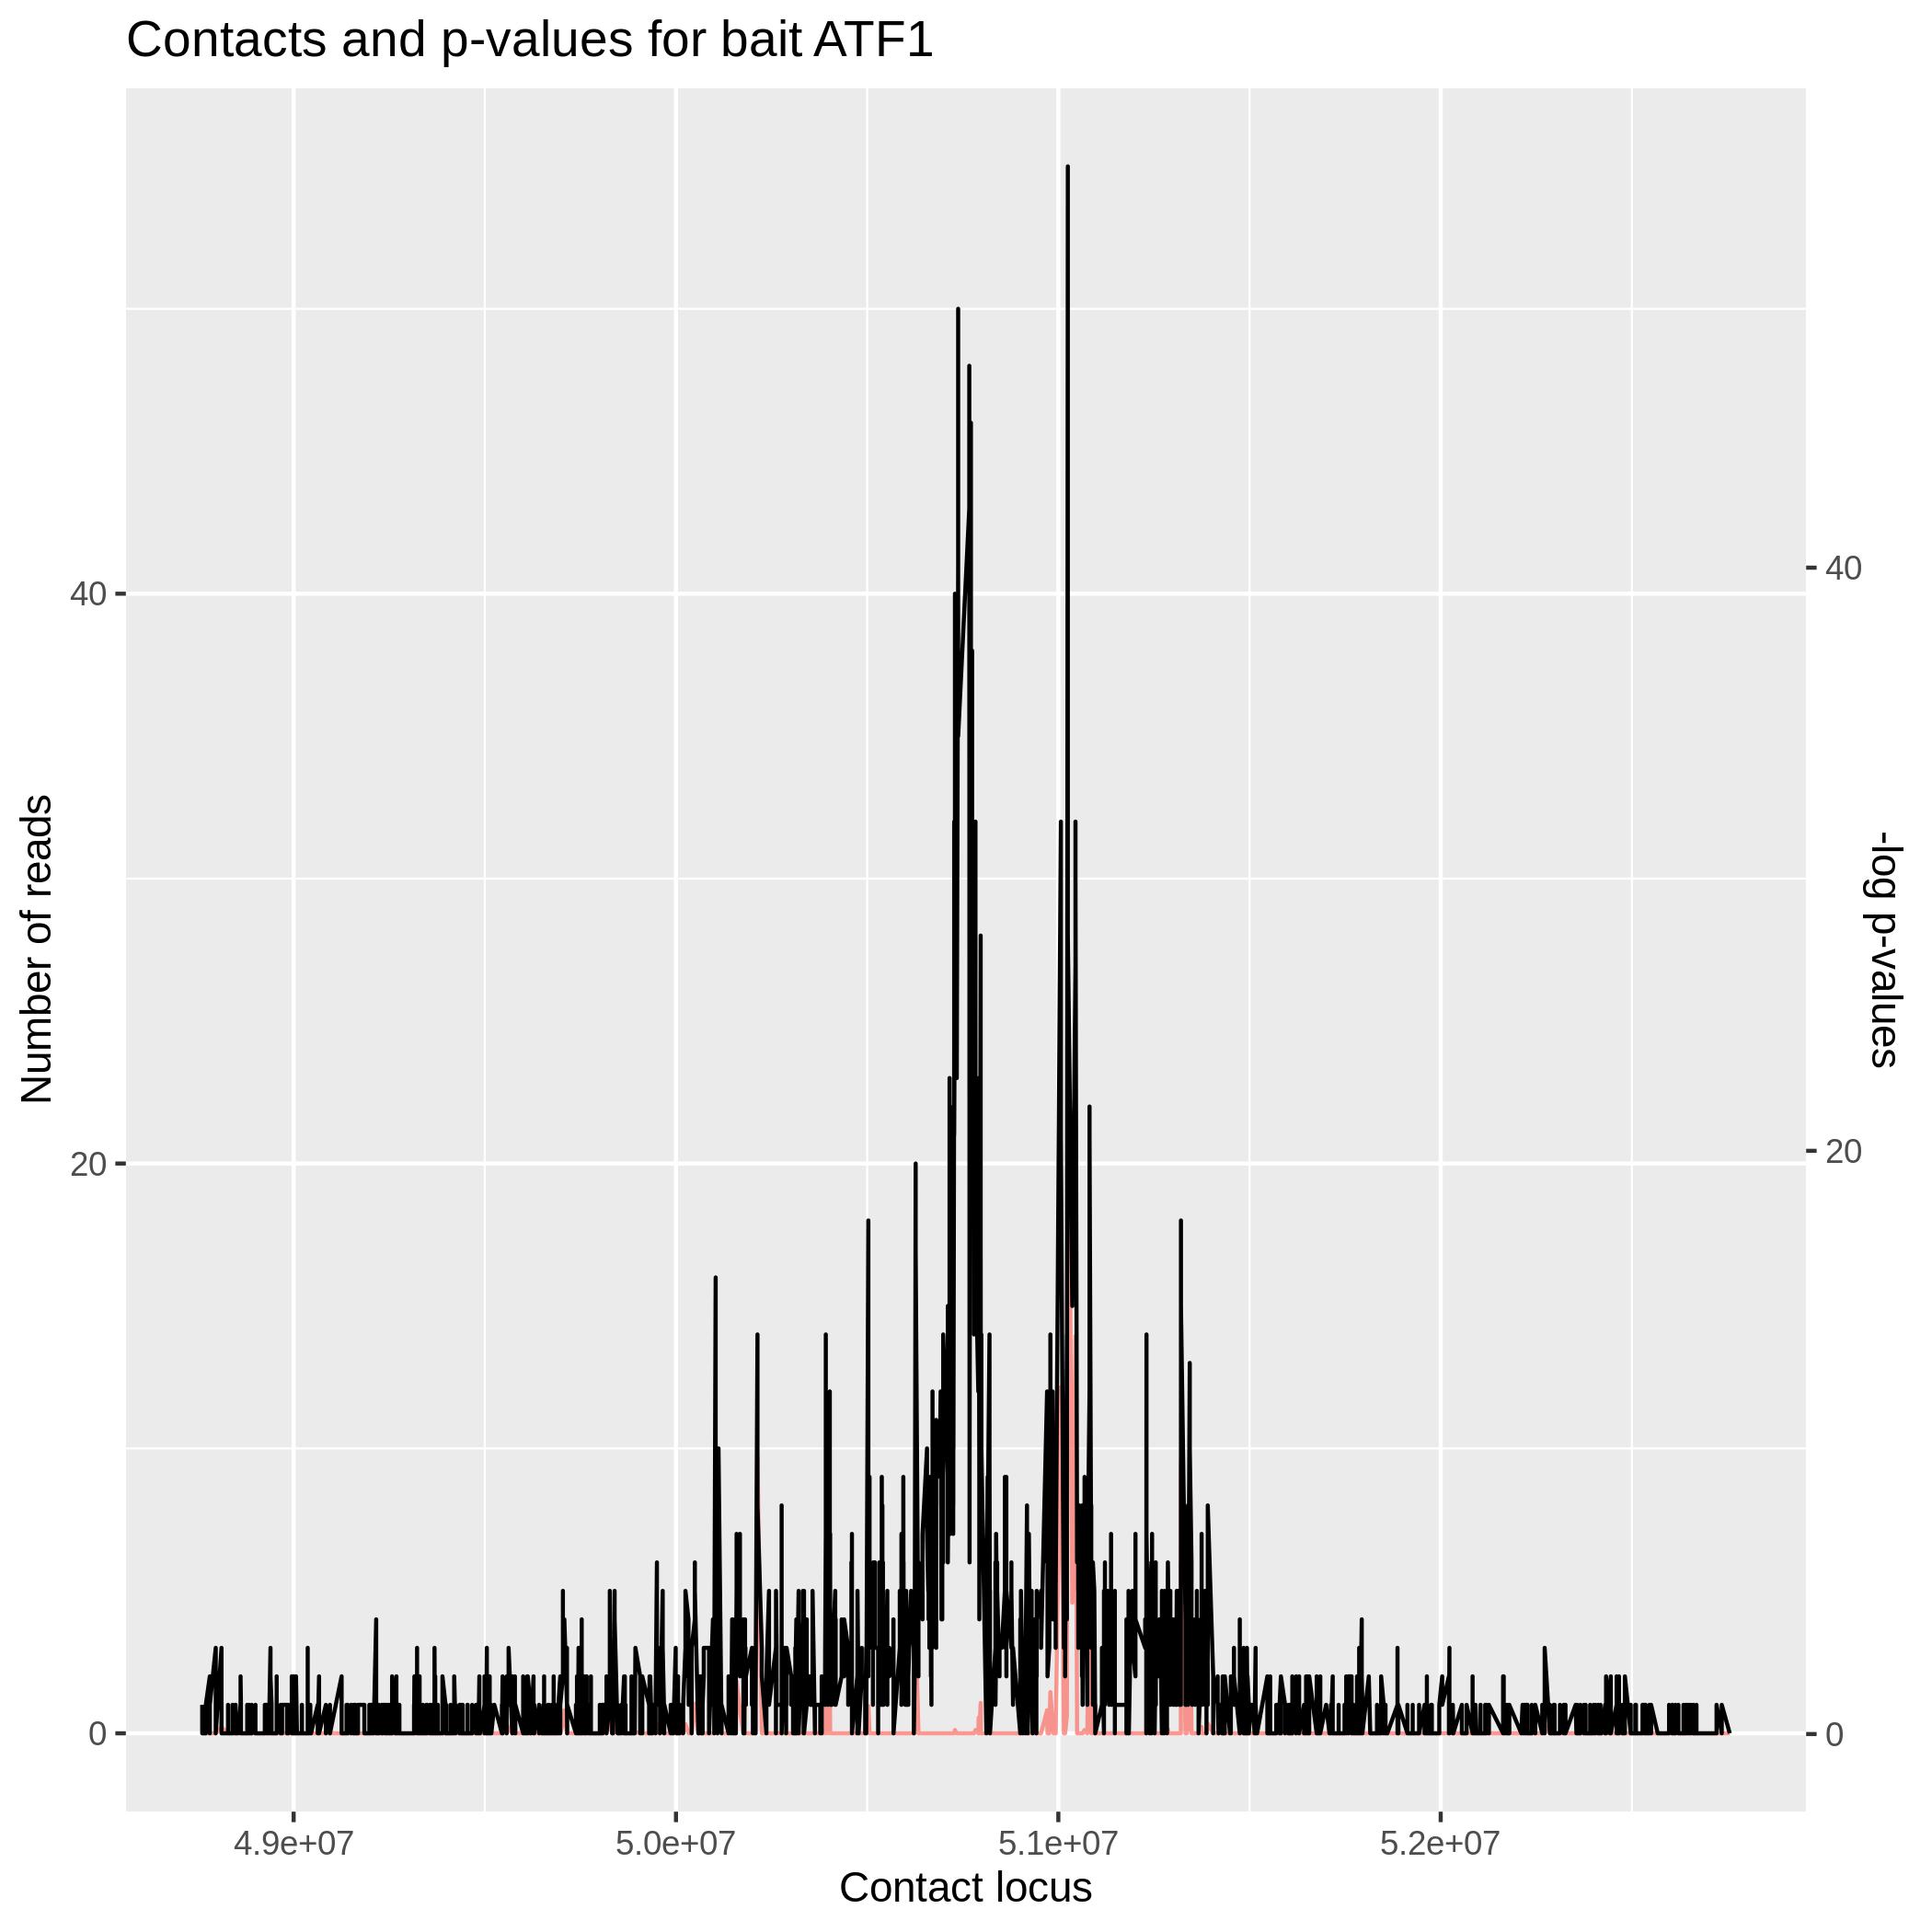 Contacts and p-values for bait ATF1
Number of reads
40
20
0
40
20
0
-log p-values
4.9e+07
5.0e+07
5.1e+07
5.2e+07
Contact locus